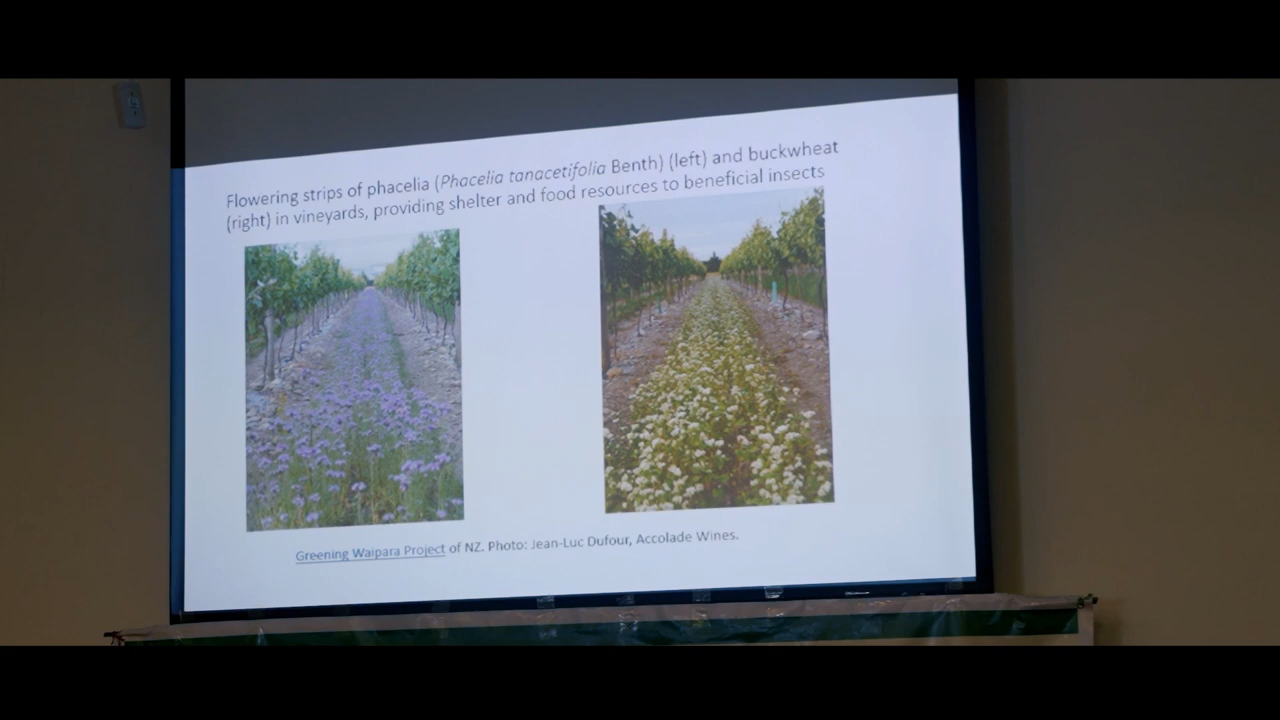 Flowering strips of phacelia (Phacelia tanacetifolia Benth) (left) and buckwheat
(right) in vineyards, providing shelter and food resources to beneficial insects
Greening Waipara Project of NZ. Photo: Jean-Luc Dufour, Accolade Wines.